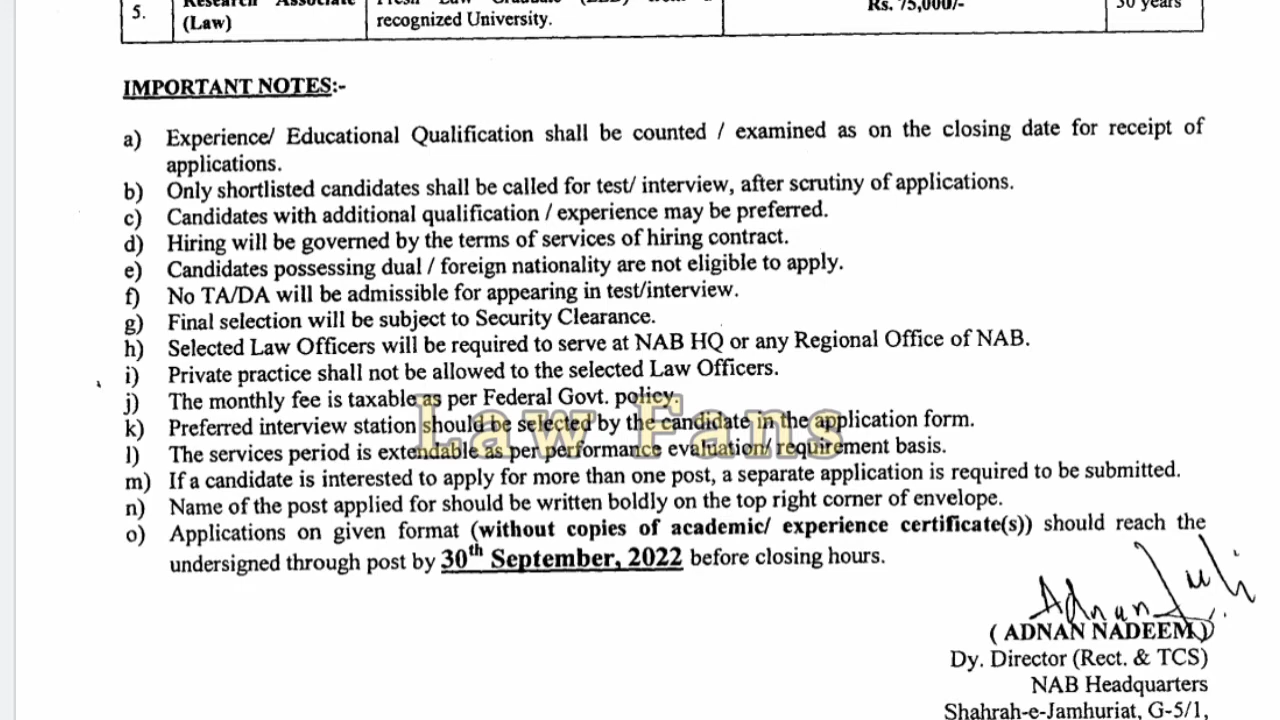 5.
(Law)
recognized University.
Rs. 75,000/-
30 years
IMPORTANT NOTES:-
a) Experience/ Educational Qualification shall be counted / examined as on the closing date for receipt of
applications.
b) Only shortlisted candidates shall be called for test/ interview, after scrutiny of applications.
c) Candidates with additional qualification / experience may be preferred.
d) Hiring will be governed by the terms of services of hiring contract.
e) Candidates possessing dual / foreign nationality are not eligible to apply.
f) No TA/DA will be admissible for appearing in test/interview.
g) Final selection will be subject to Security Clearance.
h) Selected Law Officers will be required to serve at NAB HQ or any Regional Office of NAB.
i) Private practice shall not be allowed to the selected Law Officers.
j) The monthly fee is taxable as per Federal Govt. policy.
Law Fans
k) Preferred interview station should be selected by the candidate in the application form.
l) The services period is extendable as per performance evaluation/ requirement basis.
m) If a candidate is interested to apply for more than one post, a separate application is required to be submitted.
n) Name of the post applied for should be written boldly on the top right corner of envelope.
o) Applications on given format (without copies of academic/ experience certificate(s)) should reach the
undersigned through post by 30th September, 2022 before closing hours.
Adnan
( ADNAN NADEEM )
Dy. Director (Rect. & TCS)
NAB Headquarters
Shahrah-e-Jamhuriat, G-5/1,